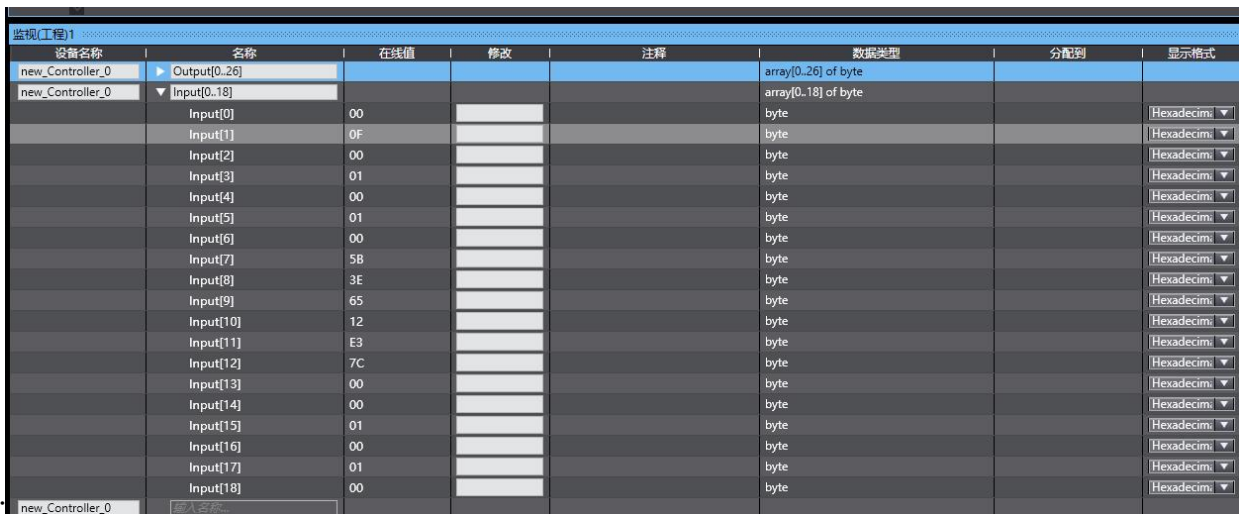 监视(工程)1
设备名称 名称 在线值 修改 注释 数据类型 分配到 显示格式
new_Controller_0 Output[0..26] array[0..26] of byte
new_Controller_0 Input[0..18] array[0..18] of byte
Input[0] 00 byte Hexadecim
Input[1] 0F byte Hexadecim
Input[2] 00 byte Hexadecim
Input[3] 01 byte Hexadecim
Input[4] 00 byte Hexadecim
Input[5] 01 byte Hexadecim
Input[6] 00 byte Hexadecim
Input[7] 5B byte Hexadecim
Input[8] 3E byte Hexadecim
Input[9] 65 byte Hexadecim
Input[10] 12 byte Hexadecim
Input[11] E3 byte Hexadecim
Input[12] 7C byte Hexadecim
Input[13] 00 byte Hexadecim
Input[14] 00 byte Hexadecim
Input[15] 01 byte Hexadecim
Input[16] 00 byte Hexadecim
Input[17] 01 byte Hexadecim
Input[18] 00 byte Hexadecim
new_Controller_0 输入名称...